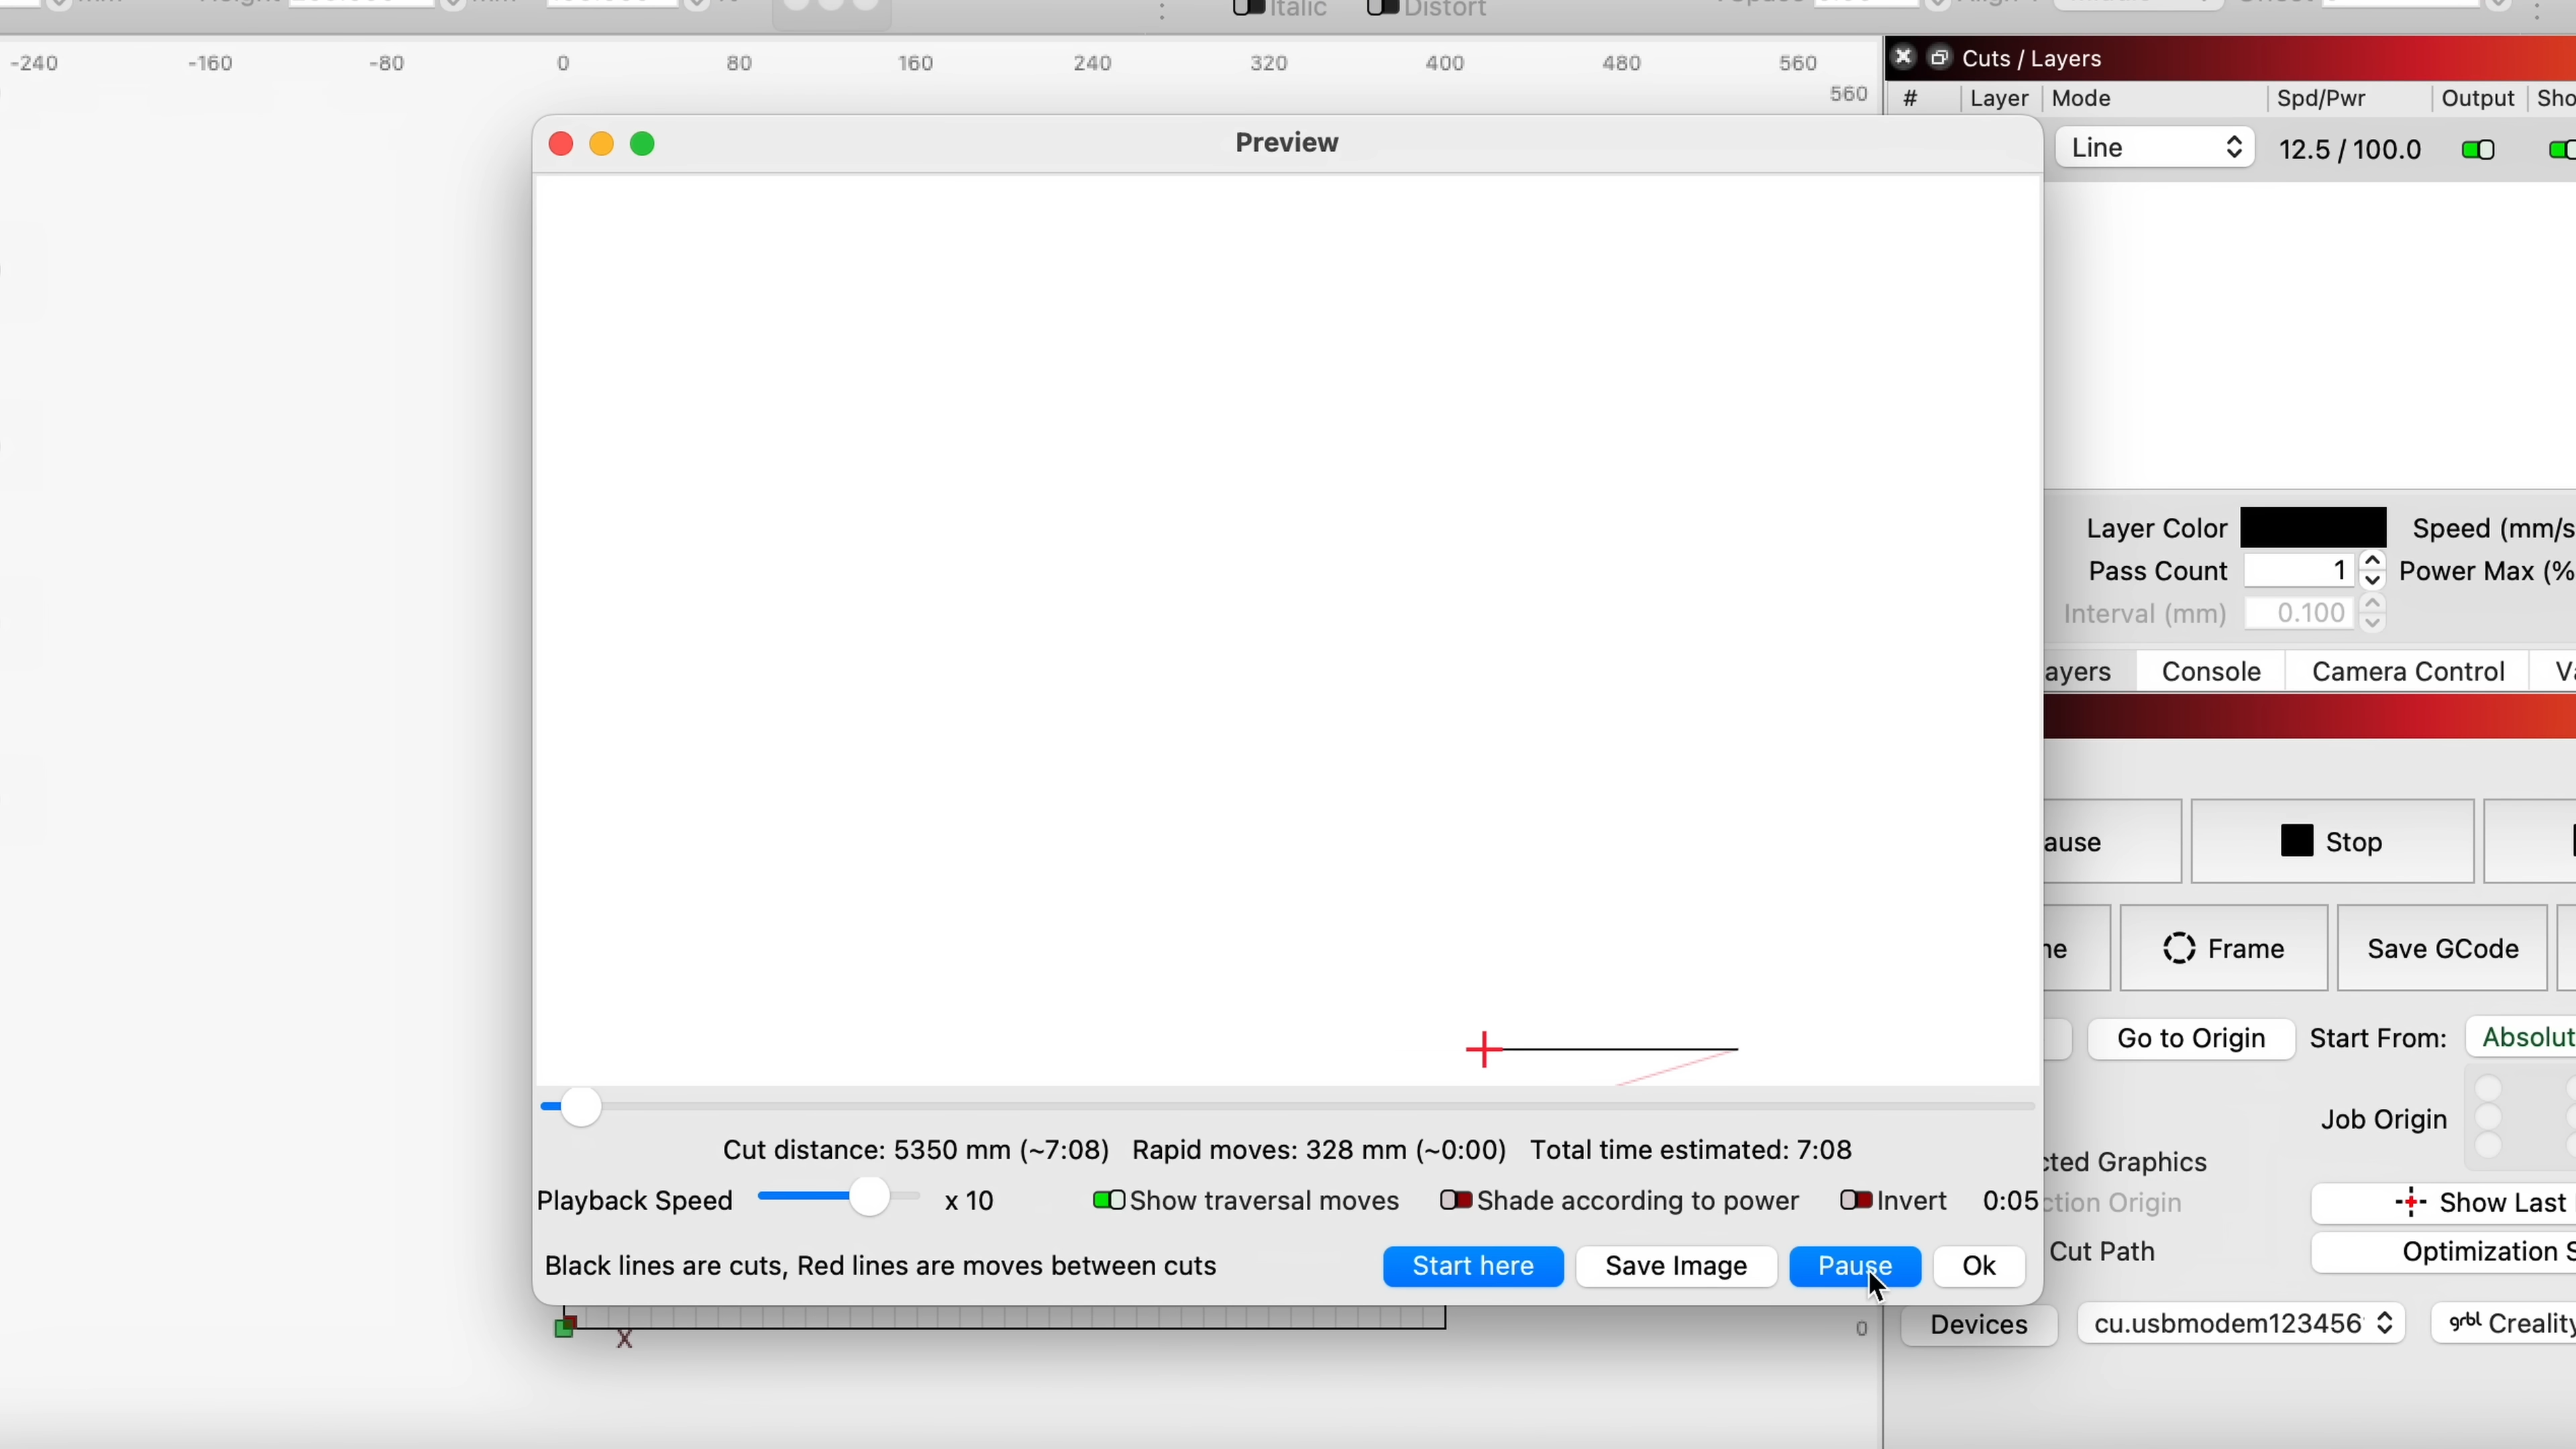 Italic Distort
-240 -160 -80 0 80 160 240 320 400 480 560
560
Cuts / Layers
# Layer Mode Spd/Pwr Output Sho
Preview
Line 12.5 / 100.0
Layer Color Speed (mm/s
Pass Count 1 Power Max (%
Interval (mm) 0.100
ayers Console Camera Control Va
ause Stop
ne Frame Save GCode
Go to Origin Start From: Absolut
Job Origin
Cut distance: 5350 mm (~7:08) Rapid moves: 328 mm (~0:00) Total time estimated: 7:08
cted Graphics
Playback Speed x 10 Show traversal moves Shade according to power Invert 0:05
ction Origin Show Last
Black lines are cuts, Red lines are moves between cuts Start here Save Image Pause Ok
Cut Path Optimization S
X
0
Devices cu.usbmodem123456 grbl Creality